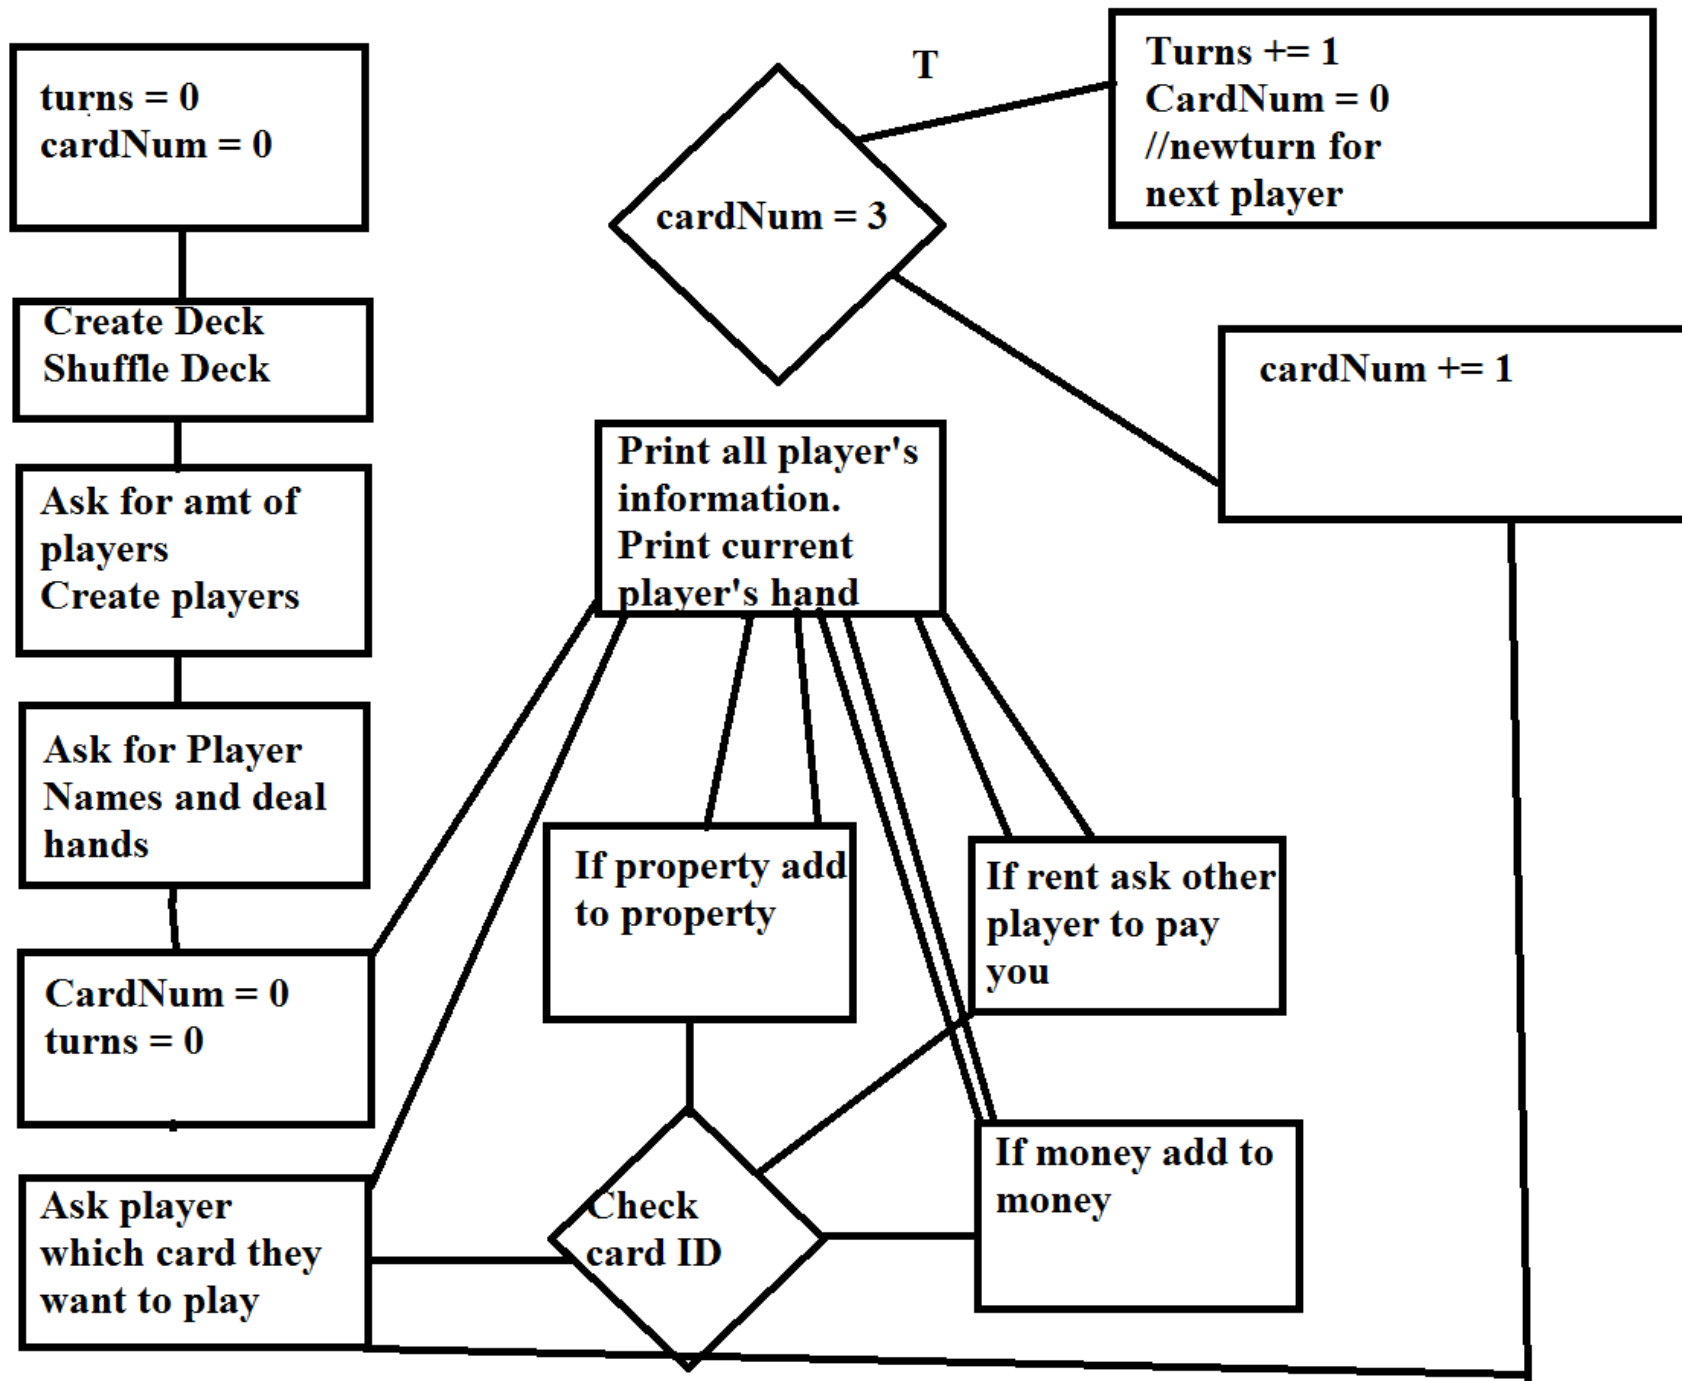 turns = 0
cardNum = 0
Create Deck
Shuffle Deck
Ask for amt of
players
Create players
Ask for Player
Names and deal
hands
CardNum = 0
turns = 0
Ask player
which card they
want to play
T
cardNum = 3
Turns += 1
CardNum = 0
//newturn for
next player
cardNum += 1
Print all player's
information.
Print current
player's hand
If property add
to property
If rent ask other
player to pay
you
Check
card ID
If money add to
money